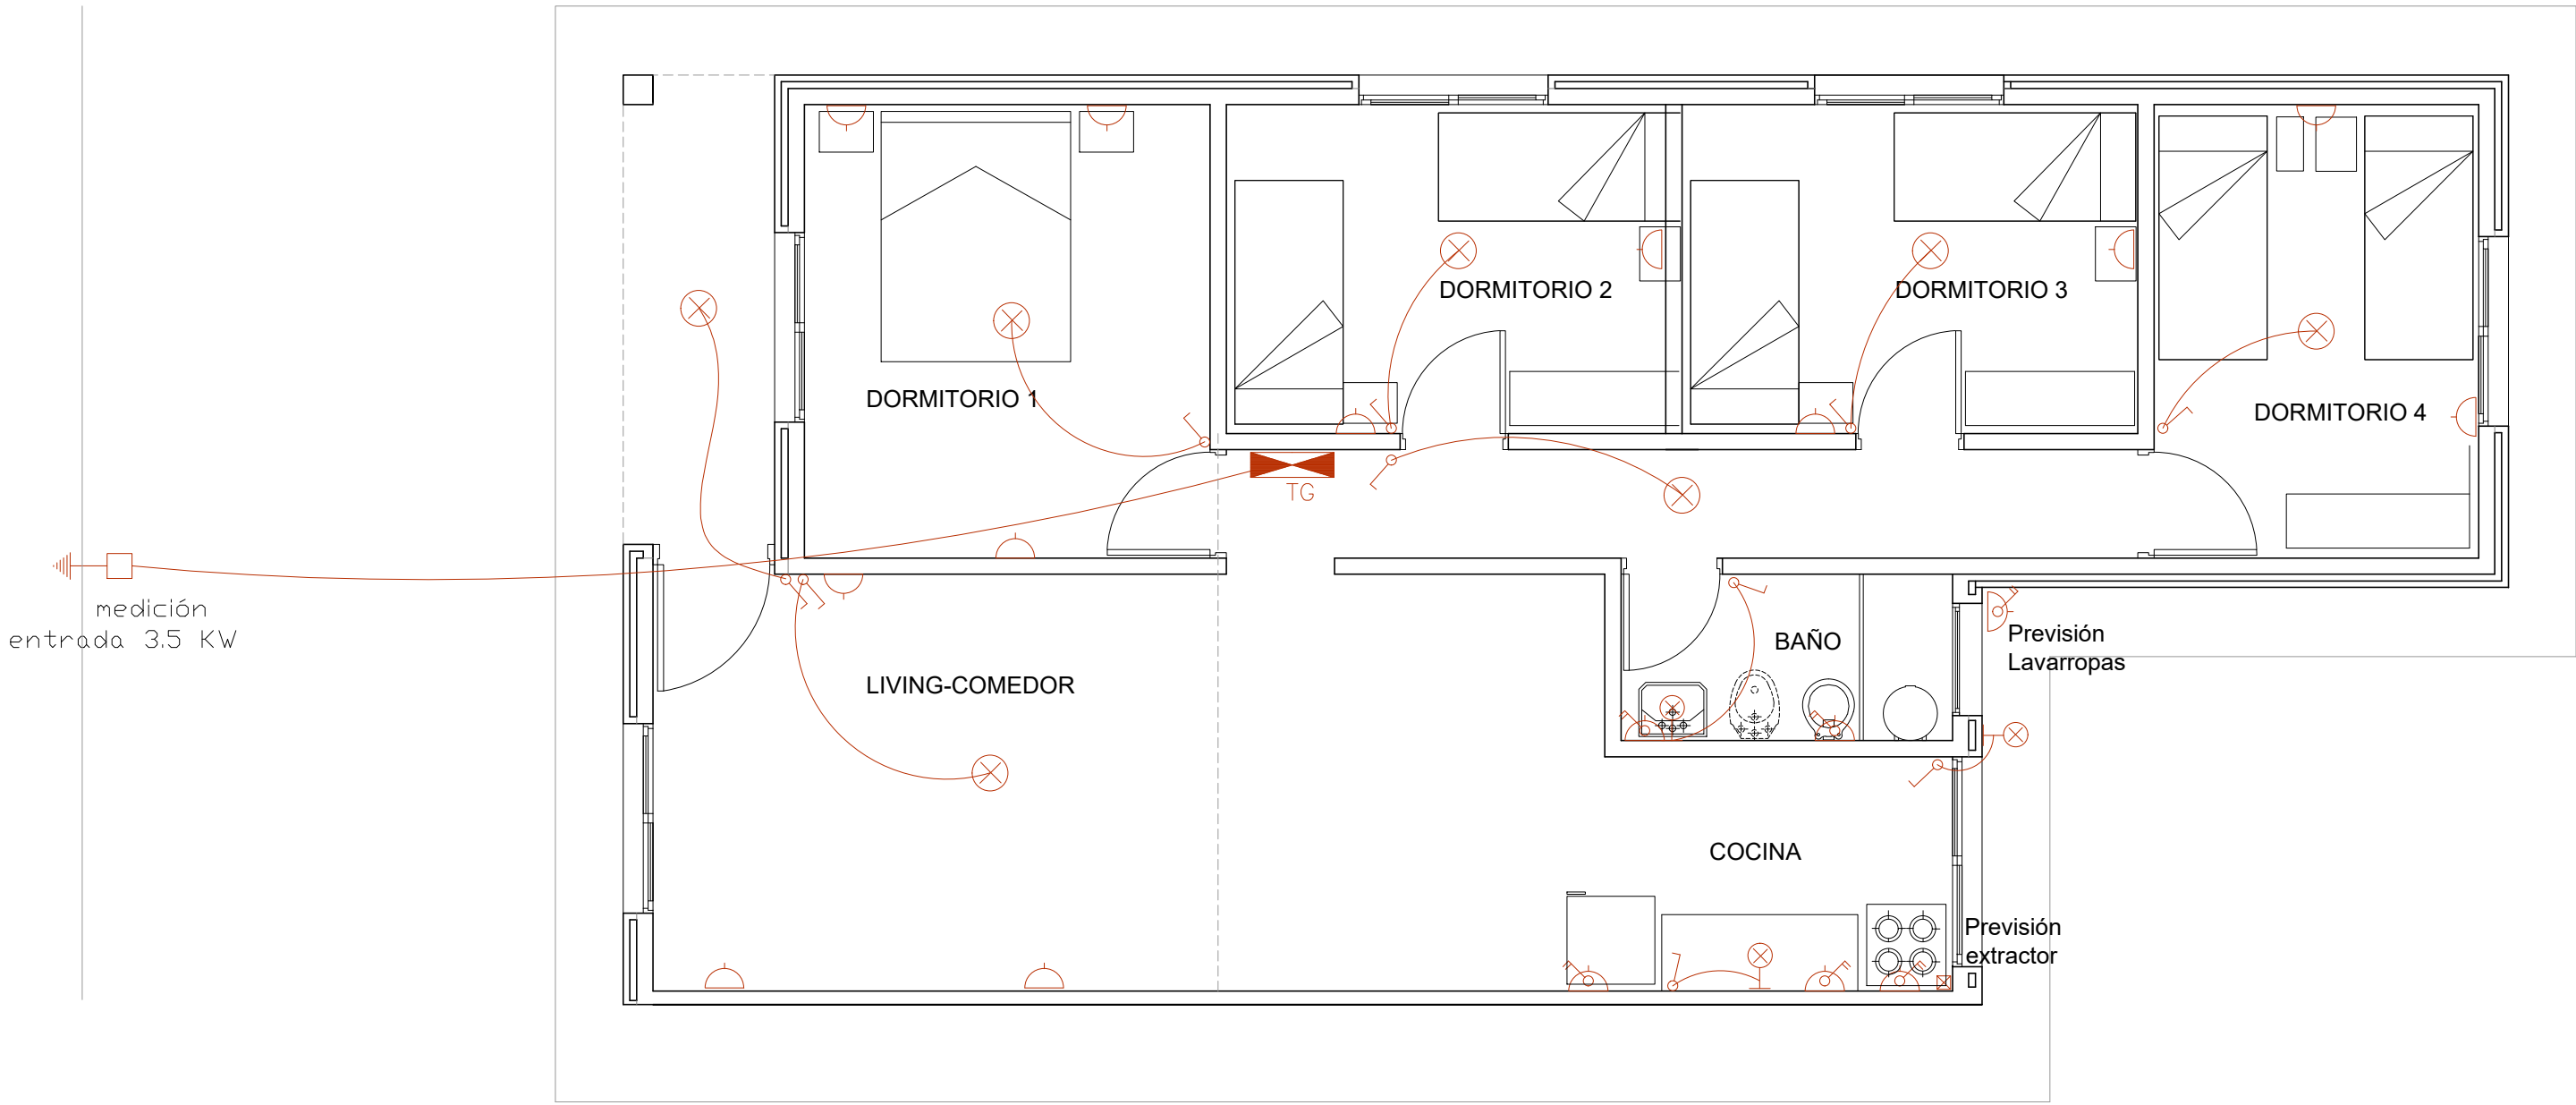 DORMITORIO 2
DORMITORIO 3
DORMITORIO 1
DORMITORIO 4
TG
medición
entrada 3.5 KW
LIVING-COMEDOR
BAÑO
Previsión
Lavarropas
COCINA
Previsión
extractor